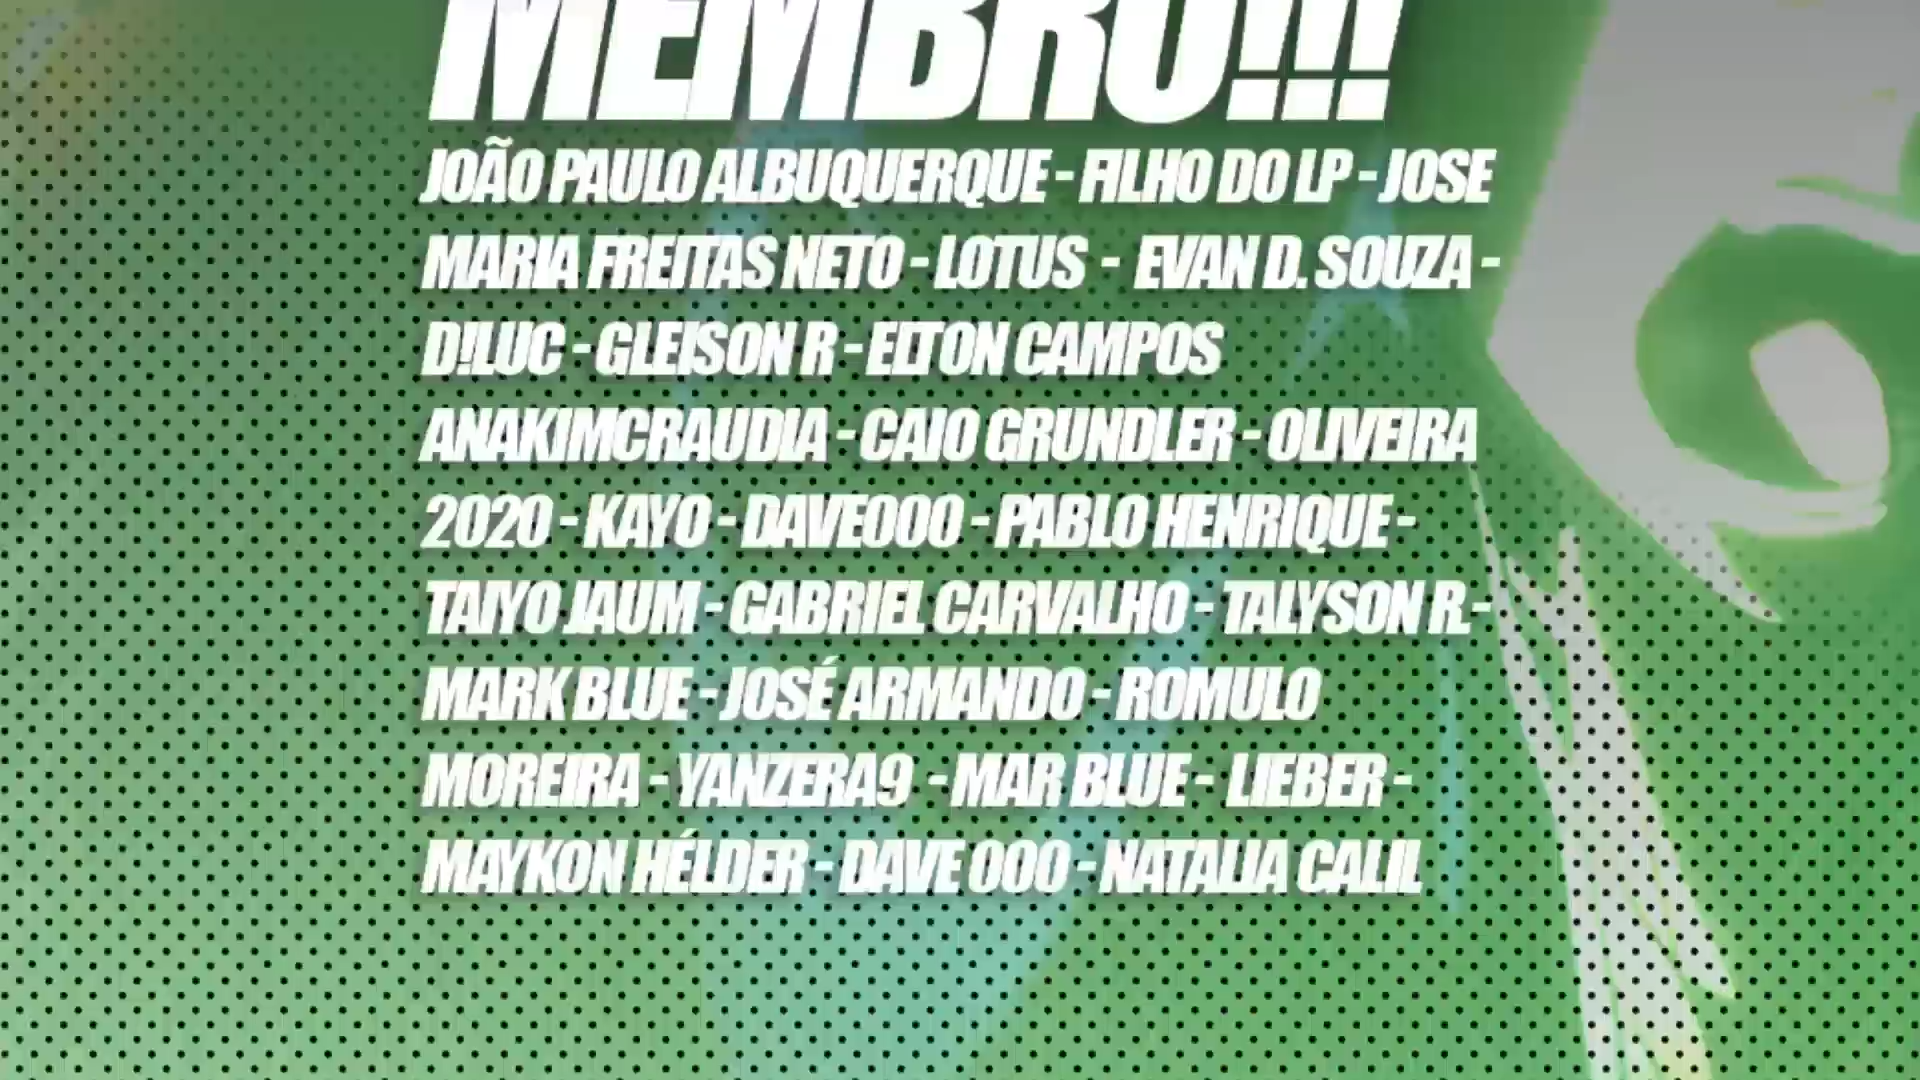 MEMBRO!!!
JOÃO PAULO ALBUQUERQUE - FILHO DO LP - JOSE
MARIA FREITAS NETO - LOTUS - EVAN D. SOUZA -
D!LUC - GLEISON R - ELTON CAMPOS
ANAKIMCRAUDIA - CAIO GRUNDLER - OLIVEIRA
2020 - KAYO - DAVE000 - PABLO HENRIQUE -
TAIYO JAUM - GABRIEL CARVALHO - TALYSON R. -
MARK BLUE - JOSÉ ARMANDO - ROMULO
MOREIRA - YANZERA9 - MAR BLUE - LIEBER -
MAYKON HÉLDER - DAVE 000 - NATALIA CALIL